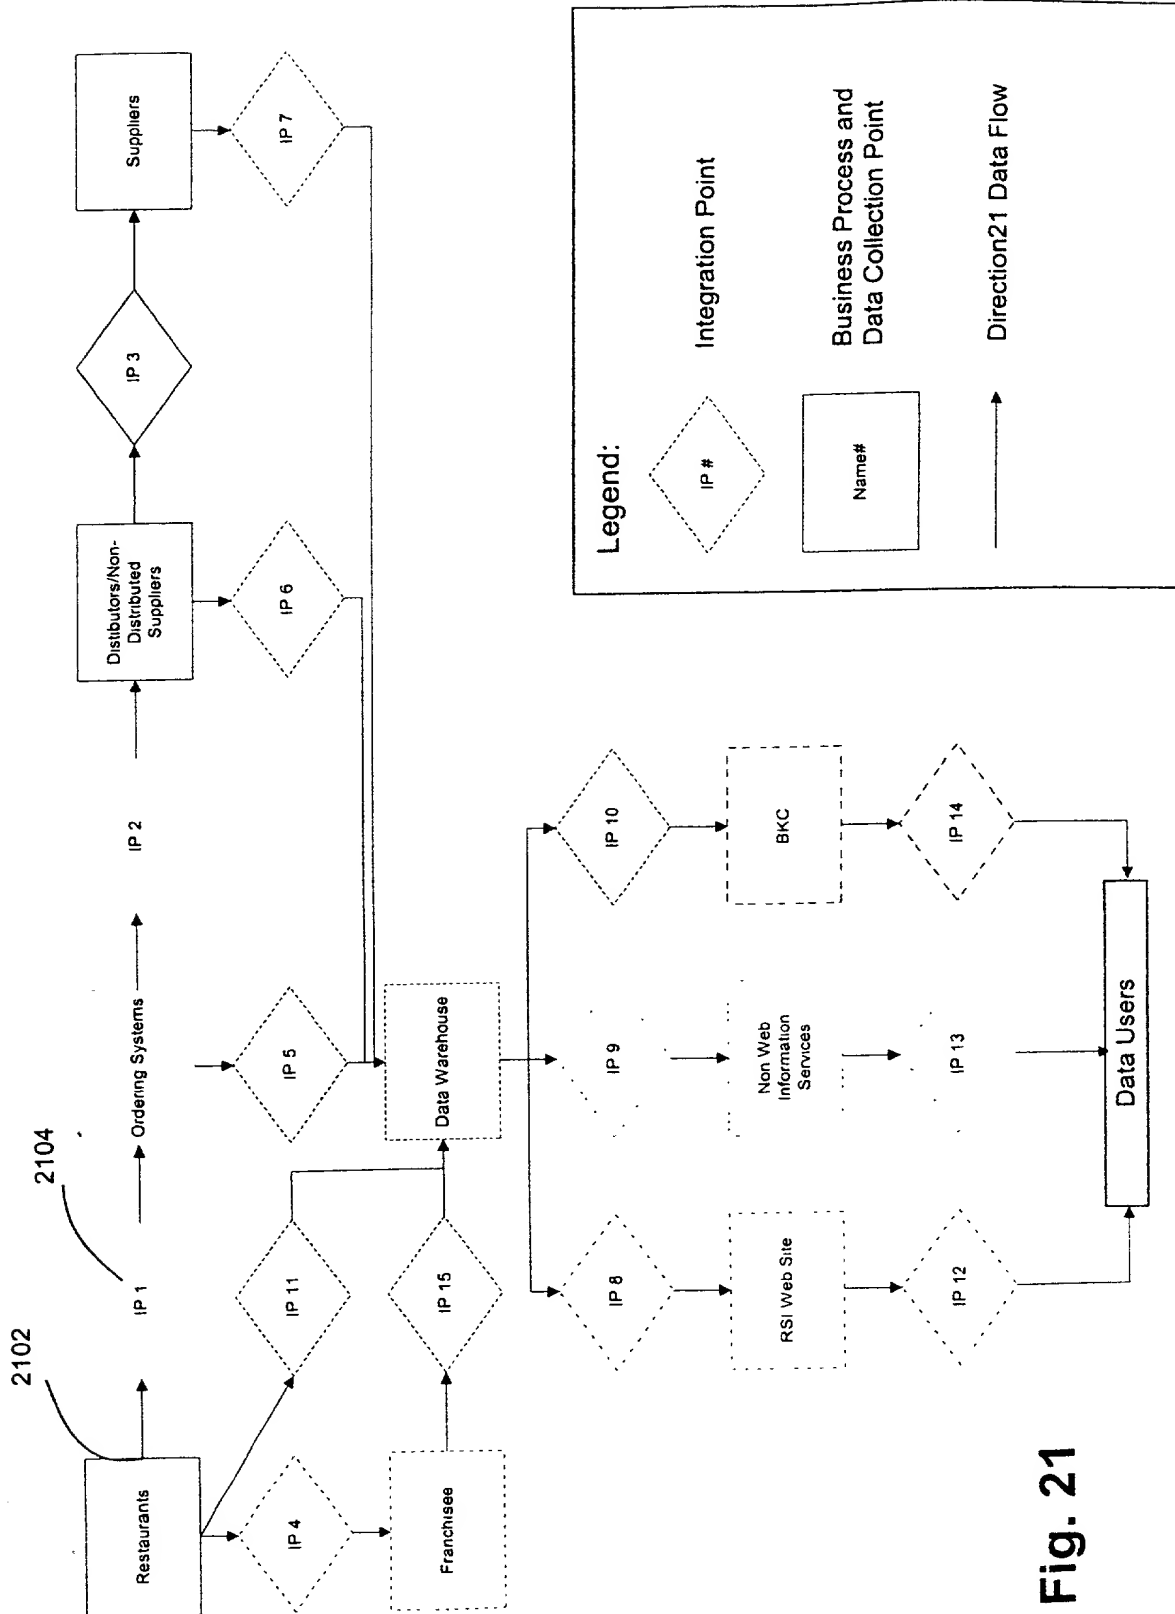 2102
2104
Restaurants
IP 1
Ordering Systems
IP 2
Distibutors/Non-
Distributed
Suppliers
IP 3
Suppliers
IP 4
IP 11
IP 5
IP 6
IP 7
Franchisee
IP 15
Data Warehouse
IP 8
IP 9
IP 10
RSI Web Site
Non Web
Information
Services
BKC
IP 12
IP 13
IP 14
Data Users
Legend:
IP #
Integration Point
Name#
Business Process and
Data Collection Point
Direction21 Data Flow
Fig. 21